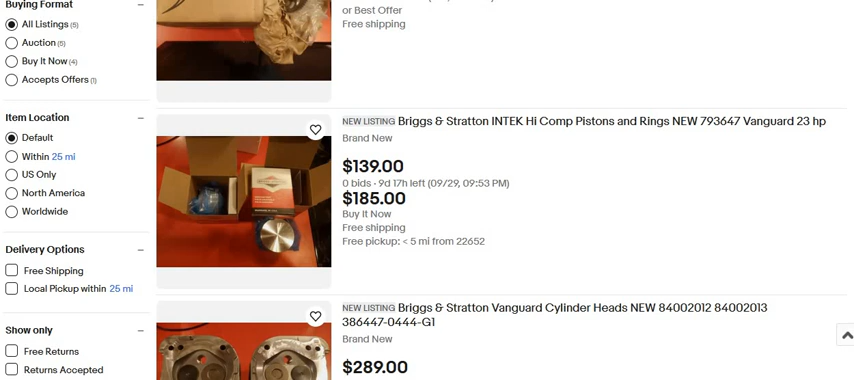 Buying Format
All Listings (5)
Auction (5)
Buy It Now (4)
Accepts Offers (1)
Item Location
Default
Within 25 mi
US Only
North America
Worldwide
Delivery Options
Free Shipping
Local Pickup within 25 mi
Show only
Free Returns
Returns Accepted
or Best Offer
Free shipping
NEW LISTING Briggs & Stratton INTEK Hi Comp Pistons and Rings NEW 793647 Vanguard 23 hp
Brand New
$139.00
0 bids · 9d 17h left (09/29, 09:53 PM)
$185.00
Buy It Now
Free shipping
Free pickup: < 5 mi from 22652
NEW LISTING Briggs & Stratton Vanguard Cylinder Heads NEW 84002012 84002013
386447-0444-G1
Brand New
$289.00